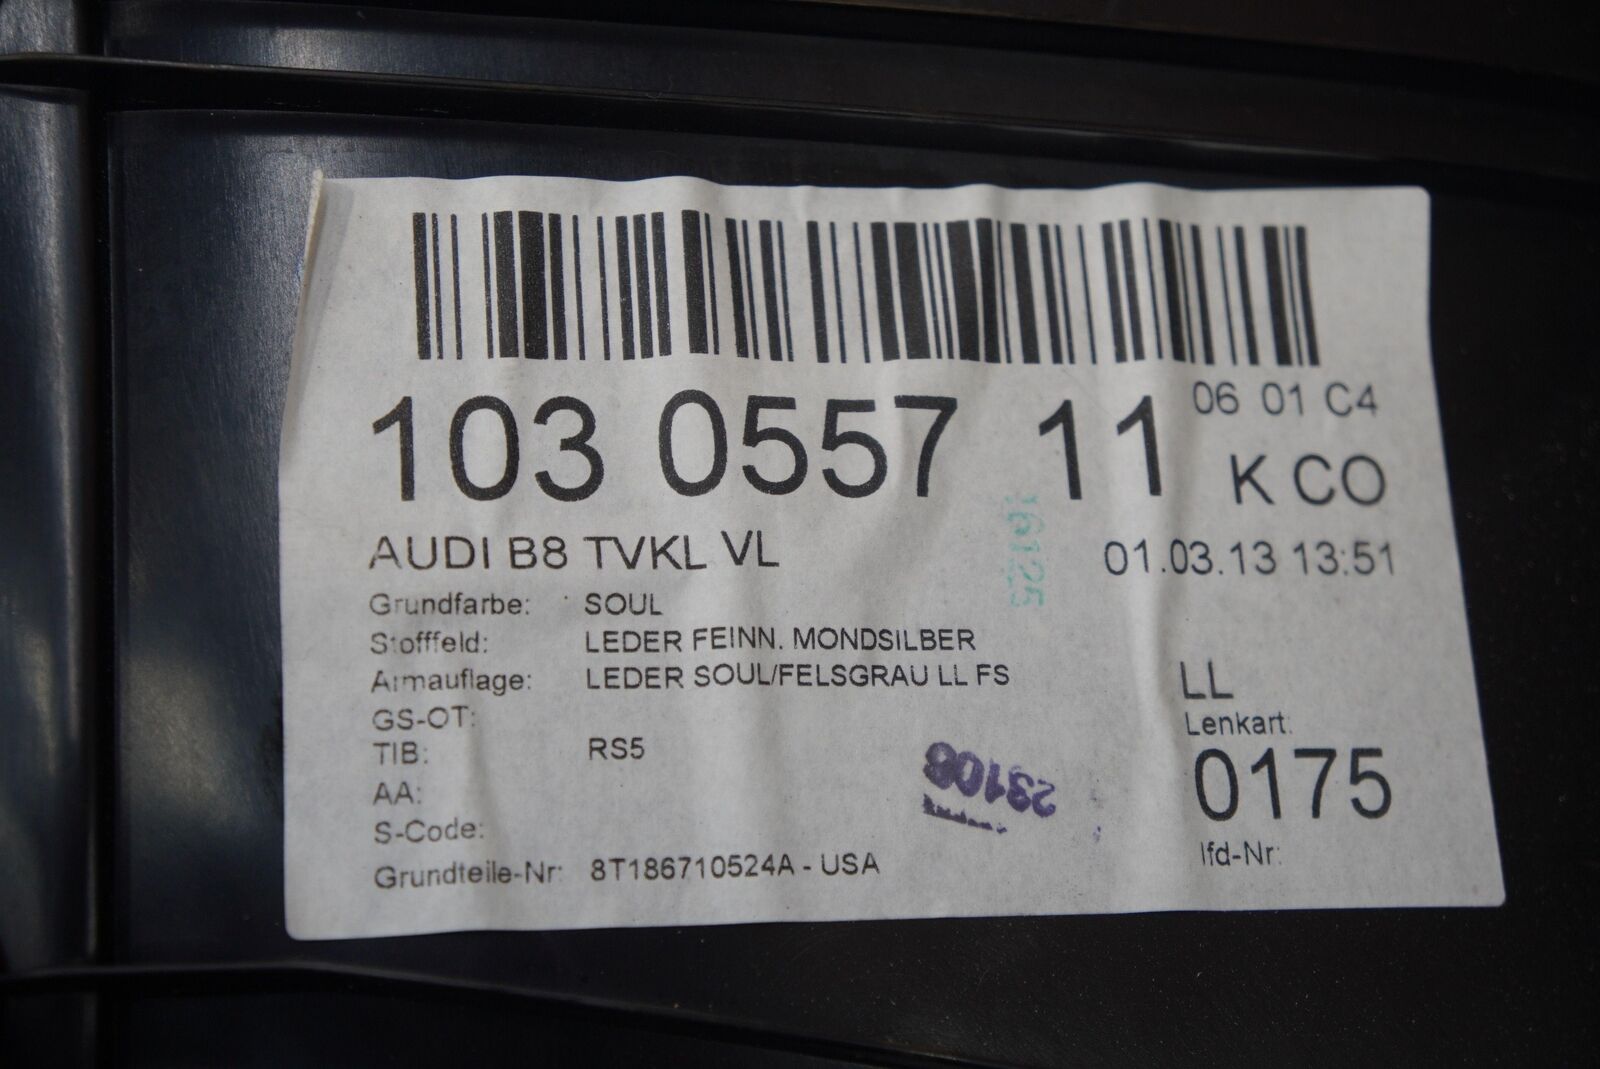 103 0557 11 06 01 C4
K CO
AUDI B8 TVKL VL 01.03.13 13:51
16125
Grundfarbe: SOUL
Stofffeld: LEDER FEINN. MONDSILBER
Armauflage: LEDER SOUL/FELSGRAU LL FS
LL
GS-OT:
Lenkart:
TIB: RS5
0175
23108
AA:
S-Code:
lfd-Nr:
Grundteile-Nr: 8T186710524A - USA